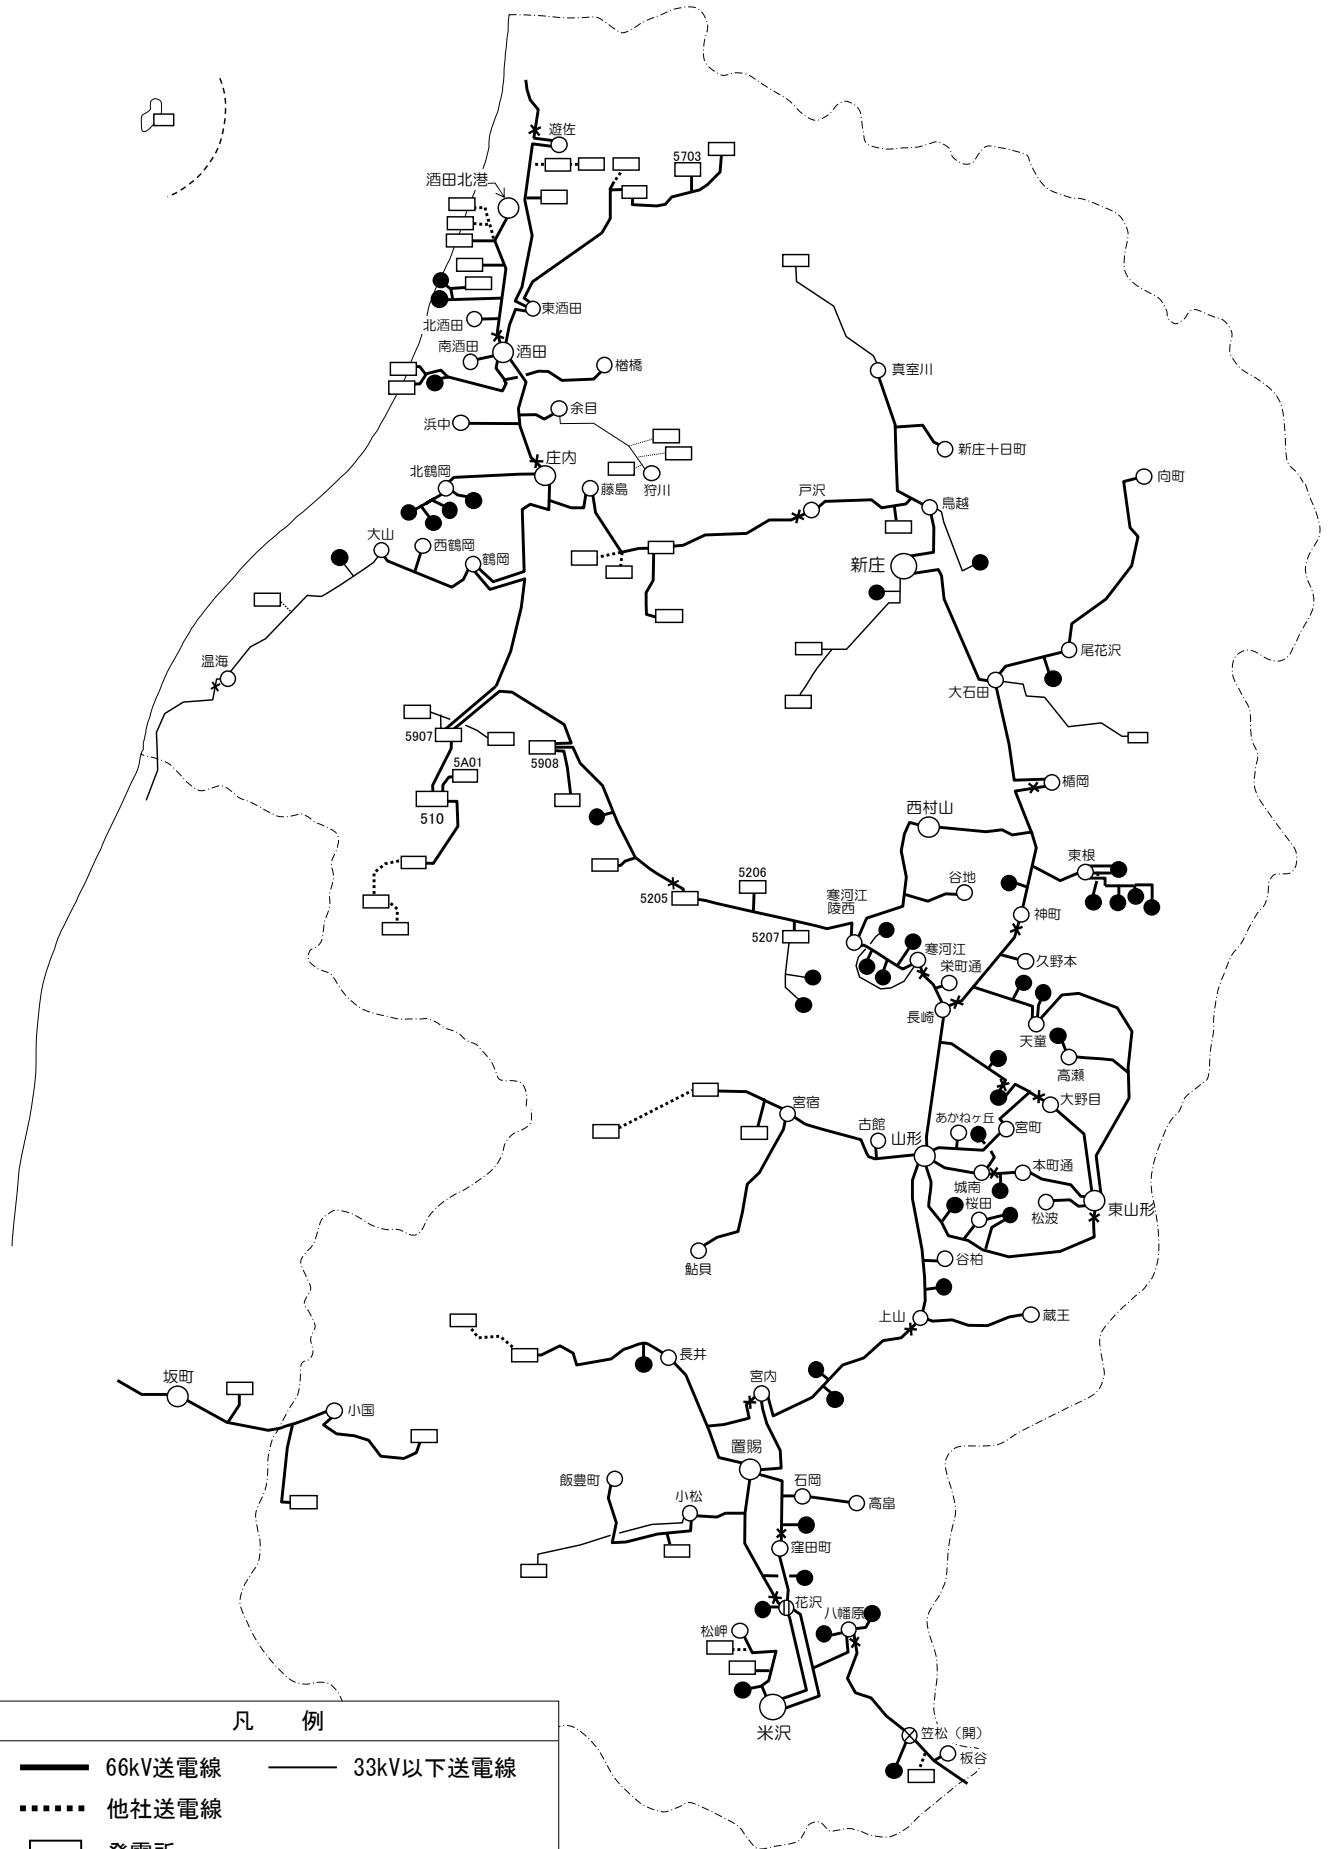 遊佐
5703
酒田北港
東酒田
北酒田
南酒田
酒田
楢橋
真室川
余目
浜中
新庄十日町
庄内
北鶴岡
藤島
狩川
戸沢
鳥越
向町
大山
西鶴岡
鶴岡
新庄
温海
尾花沢
大石田
5907
5908
5A01
510
楯岡
西村山
東根
谷地
5206
5205
寒河江
陵西
5207
神町
寒河江
久野本
栄町通
長崎
天童
高瀬
大野目
宮宿
あかねヶ丘
古館
山形
宮町
本町通
城南
桜田
松波
東山形
鮎貝
谷柏
上山
蔵王
長井
宮内
坂町
小国
置賜
飯豊町
石岡
高畠
小松
窪田町
花沢
八幡原
松岬
米沢
笠松（開）
板谷
凡 例
66kV送電線
33kV以下送電線
他社送電線